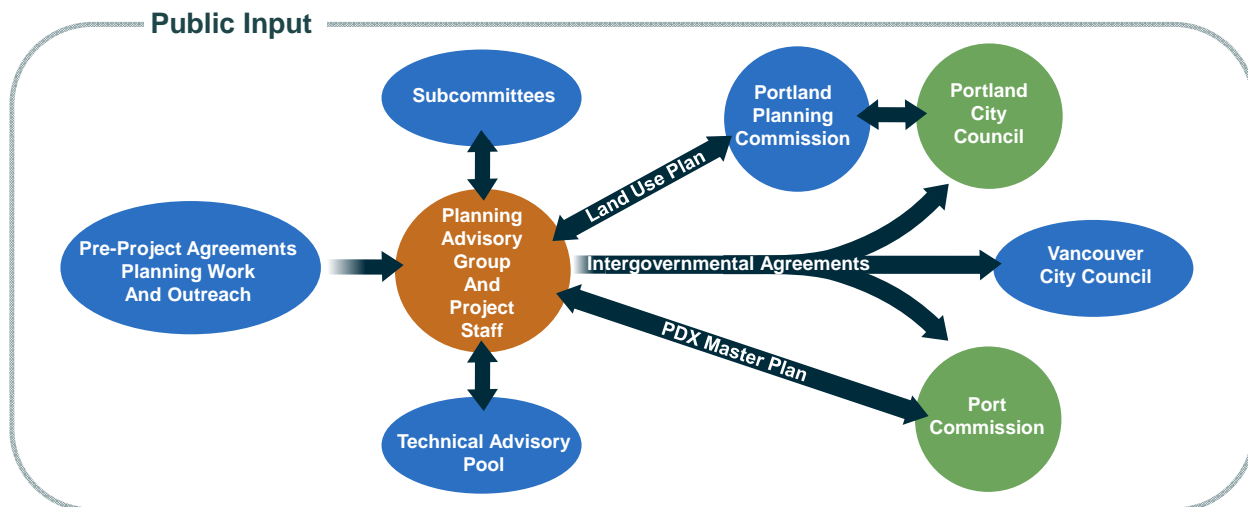 Public Input
Subcommittees
Portland
Planning
Commission
Portland
City
Council
Land Use Plan
Pre-Project Agreements
Planning Work
And Outreach
Planning
Advisory
Group
And
Project
Staff
Intergovernmental Agreements
Vancouver
City Council
PDX Master Plan
Port
Commission
Technical Advisory
Pool